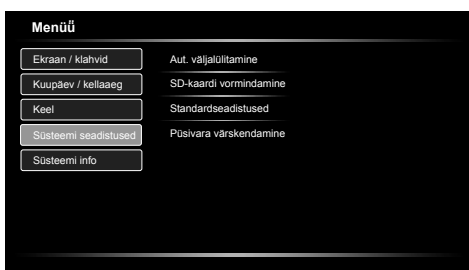 Menüü
Ekraan / klahvid
Aut. väljalülitamine
Kuupäev / kellaaeg
SD-kaardi vormindamine
Keel
Standardseadistused
Süsteemi seadistused
Püsivara värskendamine
Süsteemi info